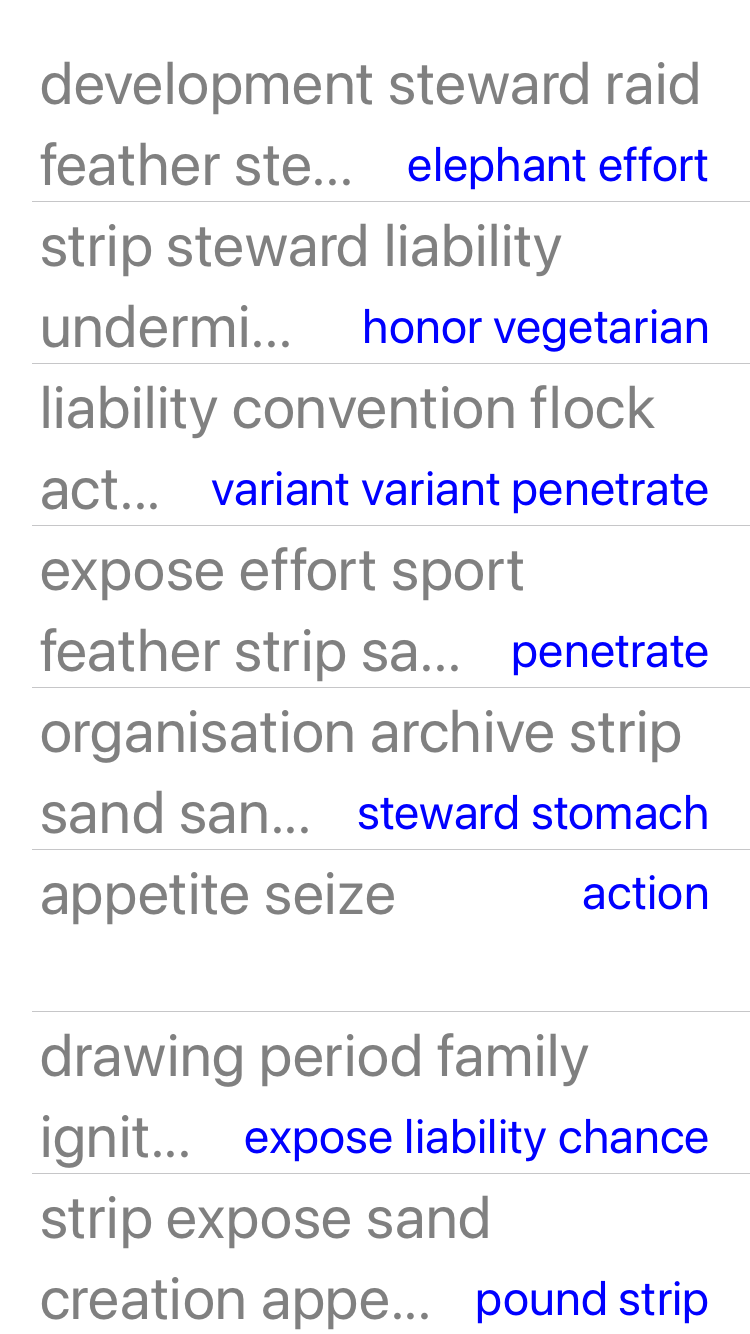 development steward raid
feather ste... elephant effort
strip steward liability
undermi... honor vegetarian
liability convention flock
act... variant variant penetrate
expose effort sport
feather strip sa... penetrate
organisation archive strip
sand san... steward stomach
appetite seize action
drawing period family
ignit... expose liability chance
strip expose sand
creation appe... pound strip